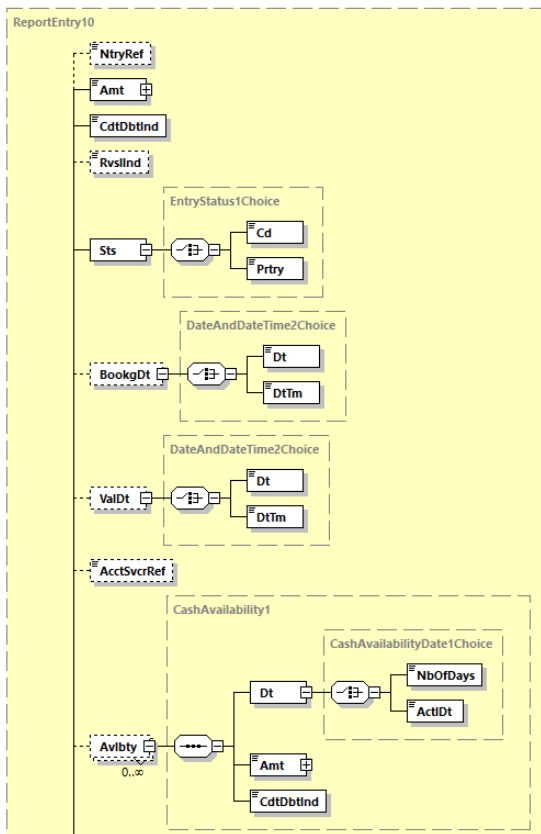 ReportEntry10
NtryRef
Amt
CdtDbtInd
RvslInd
EntryStatus1Choice
Cd
Sts
Prtry
DateAndDateTime2Choice
Dt
BookgDt
DtTm
DateAndDateTime2Choice
Dt
ValDt
DtTm
AcctSvcrRef
CashAvailability1
CashAvailabilityDate1Choice
NbOfDays
Dt
ActlDt
Avlbty
0..∞
Amt
CdtDbtInd